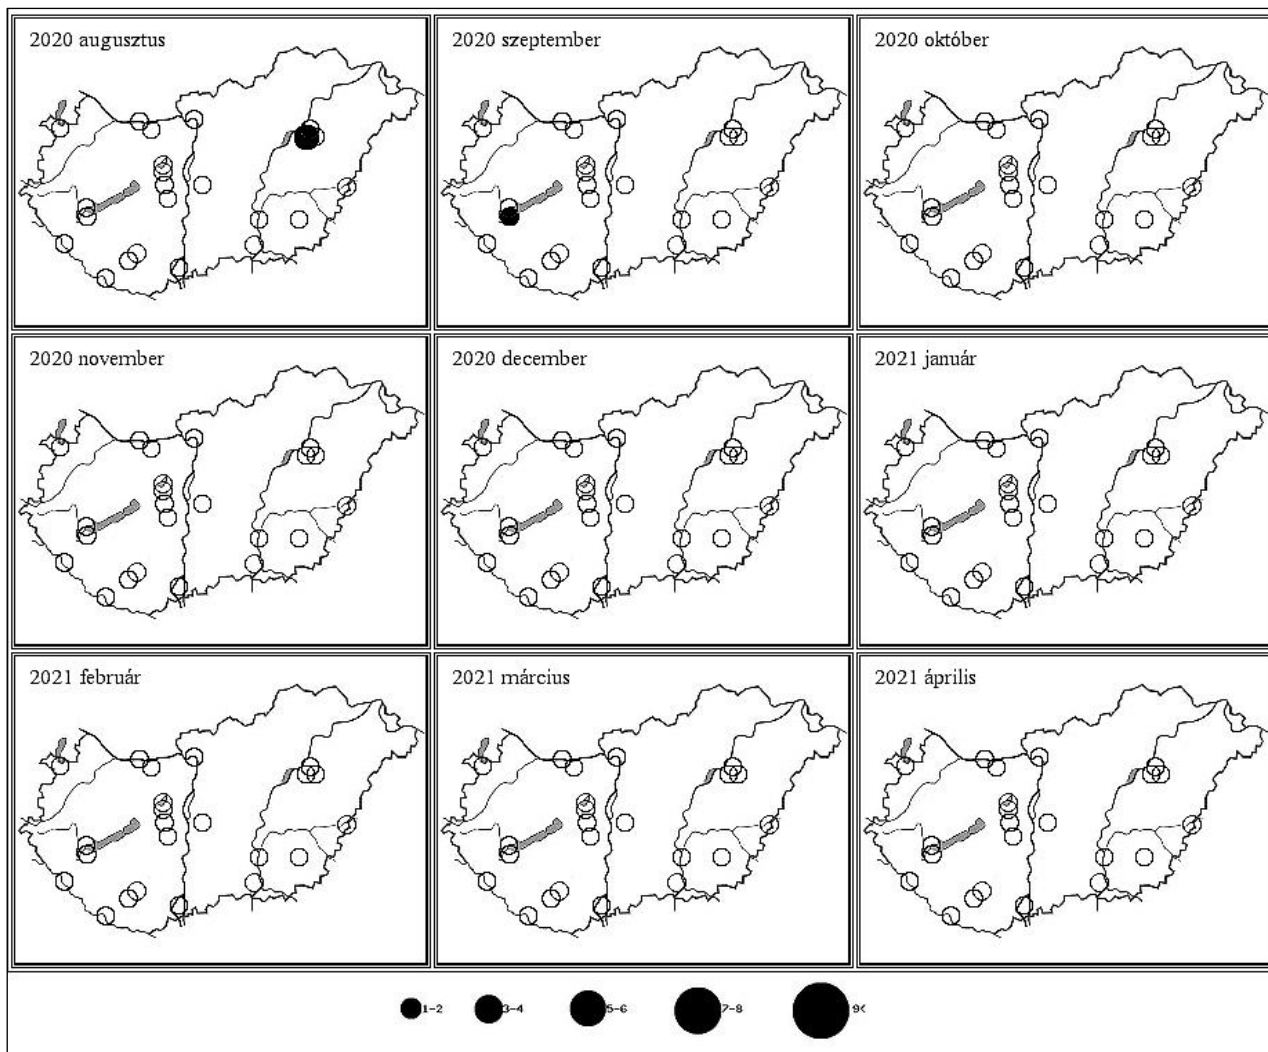 2020 augusztus
2020 szeptember
2020 október
2020 november
2020 december
2021 január
2021 február
2021 március
2021 április
1-2 3-4 5-6 7-8 9<